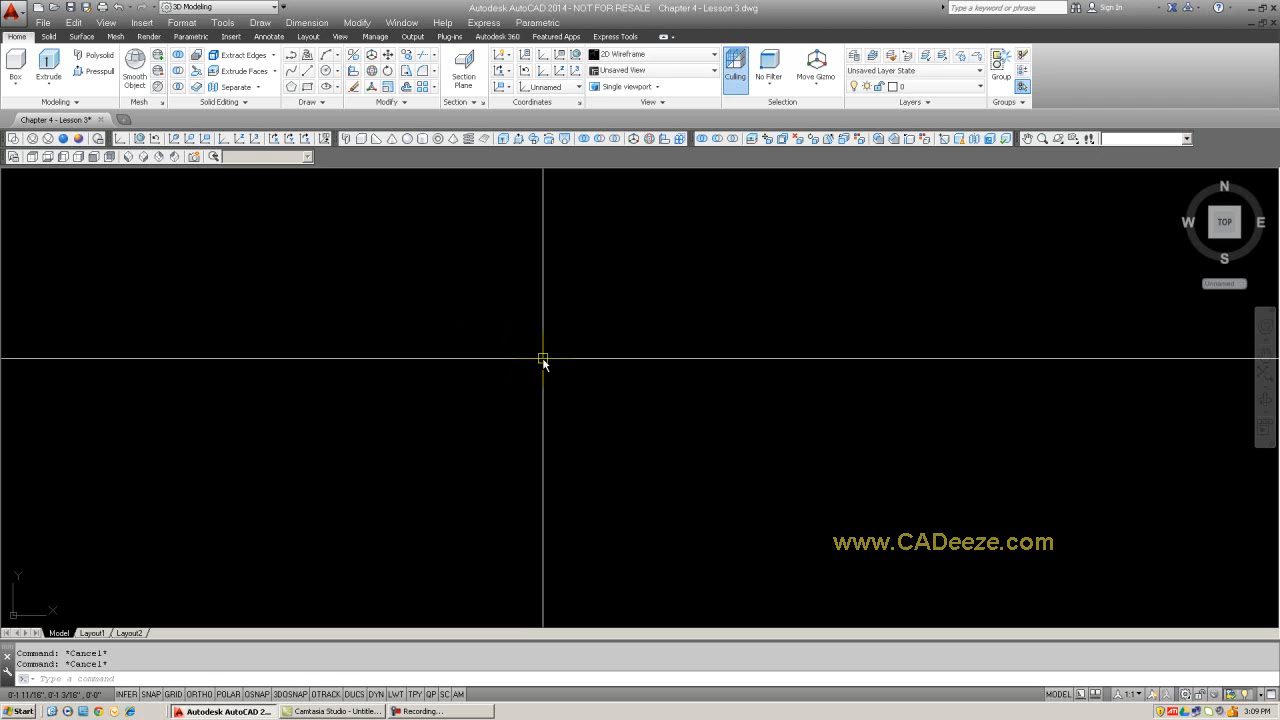 3D Modeling
Autodesk AutoCAD 2014 - NOT FOR RESALE Chapter 4 - Lesson 3.dwg
Type a keyword or phrase
Sign In
File Edit View Insert Format Tools Draw Dimension Modify Window Help Express Parametric
Home Solid Surface Mesh Render Parametric Insert Annotate Layout View Manage Output Plug-ins Autodesk 360 Featured Apps Express Tools
Polysolid
Extract Edges
2D Wireframe
Presspull
Extrude Faces
Unsaved View
Unsaved Layer State
Box Extrude
Smooth Object
Separate
Section Plane
Unnamed
Single viewport
Culling No Filter Move Gizmo
0
Group
Modeling Mesh Solid Editing Draw Modify Section Coordinates View Selection Layers Groups
Chapter 4 - Lesson 3*
N
W TOP E
S
Unnamed
www.CADeeze.com
Y
X
Model Layout1 Layout2
Command: *Cancel*
Command: *Cancel*
Type a command
0'-1 11/16", 0'-1 3/16", 0'-0" INFER SNAP GRID ORTHO POLAR OSNAP 3DOSNAP OTRACK DUCS DYN LWT TPY QP SC AM MODEL 1:1
Start Autodesk AutoCAD 2... Camtasia Studio - Untitle... Recording... 3:09 PM